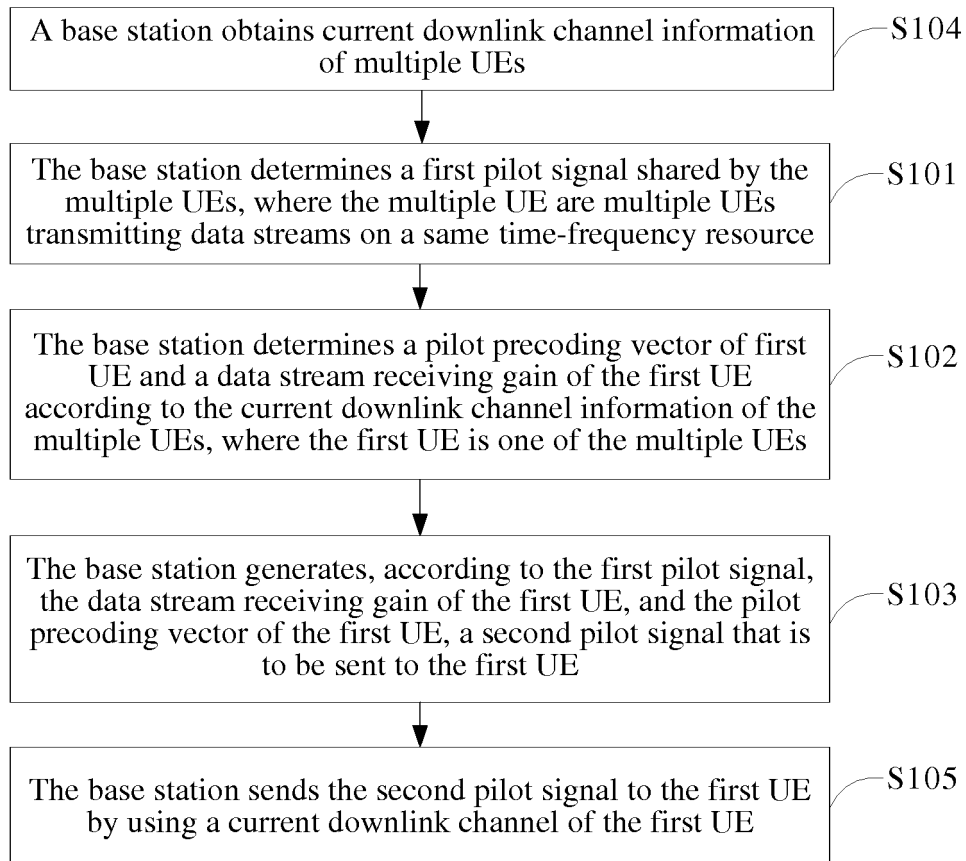 A base station obtains current downlink channel information
of multiple UEs
S104
The base station determines a first pilot signal shared by the
multiple UEs, where the multiple UE are multiple UEs
transmitting data streams on a same time-frequency resource
S101
The base station determines a pilot precoding vector of first
UE and a data stream receiving gain of the first UE
according to the current downlink channel information of the
multiple UEs, where the first UE is one of the multiple UEs
S102
The base station generates, according to the first pilot signal,
the data stream receiving gain of the first UE, and the pilot
precoding vector of the first UE, a second pilot signal that is
to be sent to the first UE
S103
The base station sends the second pilot signal to the first UE
by using a current downlink channel of the first UE
S105